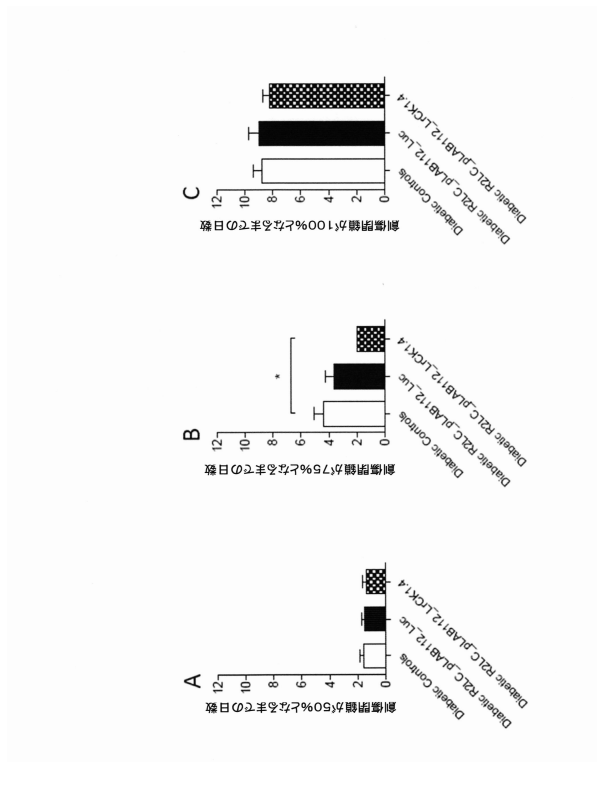 A
創傷閉鎖が50%となるまでの日数
12
10
8
6
4
2
0
Diabetic Controls
Diabetic R2LC_pLAB112_Luc
Diabetic R2LC_pLAB112_LrCK1.4
B
創傷閉鎖が75%となるまでの日数
12
10
8
6
4
2
0
*
Diabetic Controls
Diabetic R2LC_pLAB112_Luc
Diabetic R2LC_pLAB112_LrCK1.4
C
創傷閉鎖が100%となるまでの日数
12
10
8
6
4
2
0
Diabetic Controls
Diabetic R2LC_pLAB112_Luc
Diabetic R2LC_pLAB112_LrCK1.4